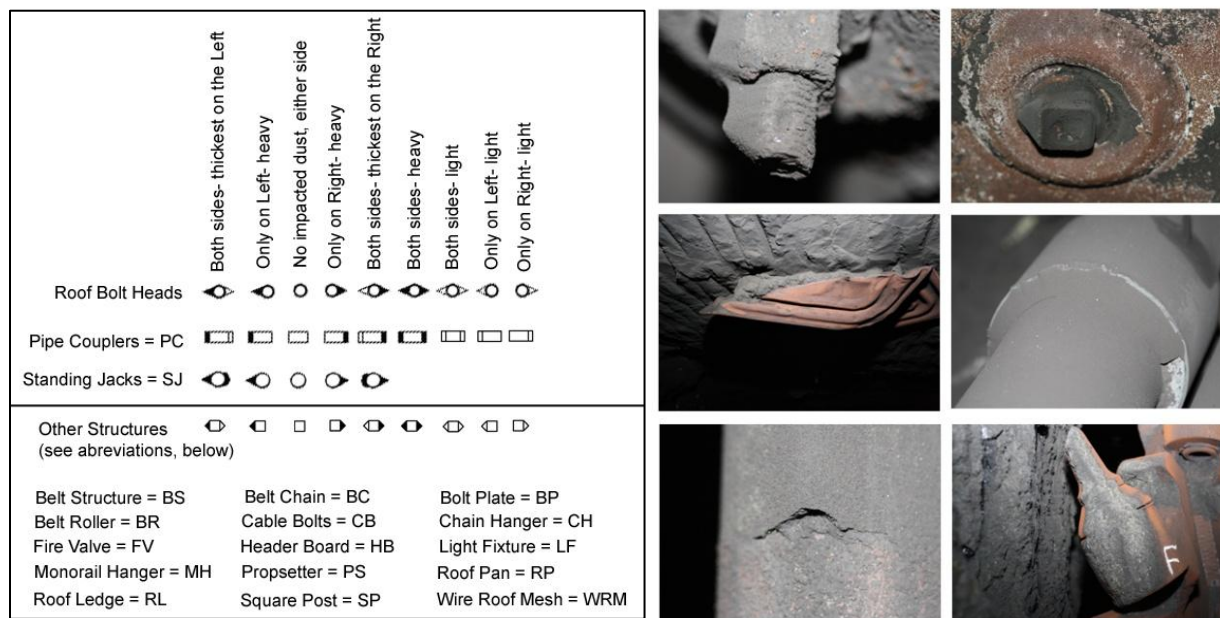 Both sides- thickest on the Left
Only on Left- heavy
No impacted dust, either side
Only on Right- heavy
Both sides- thickest on the Right
Both sides- heavy
Both sides- light
Only on Left- light
Only on Right- light
Roof Bolt Heads
Pipe Couplers = PC
Standing Jacks = SJ
Other Structures
(see abreviations, below)
Belt Structure = BS
Belt Chain = BC
Bolt Plate = BP
Belt Roller = BR
Cable Bolts = CB
Chain Hanger = CH
Fire Valve = FV
Header Board = HB
Light Fixture = LF
Monorail Hanger = MH
Propsetter = PS
Roof Pan = RP
Roof Ledge = RL
Square Post = SP
Wire Roof Mesh = WRM